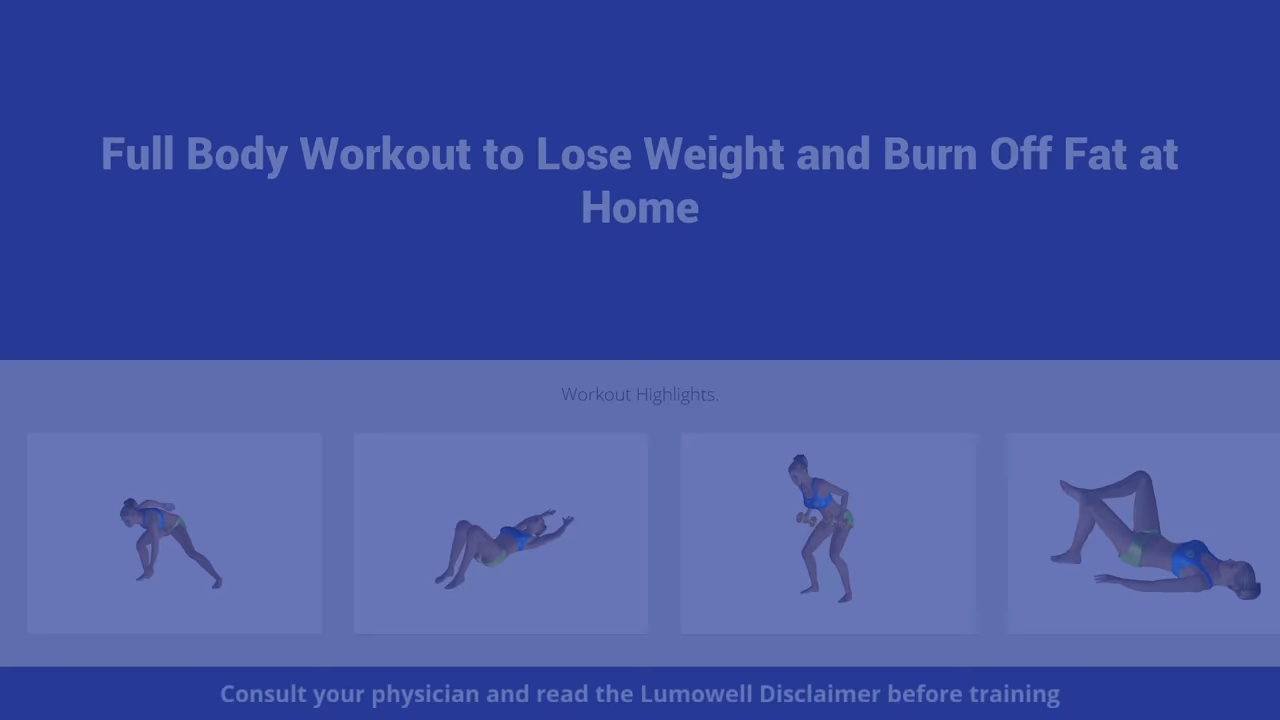 Full Body Workout to Lose Weight and Burn Off Fat at
Home
Workout Highlights.
Consult your physician and read the Lumowell Disclaimer before training